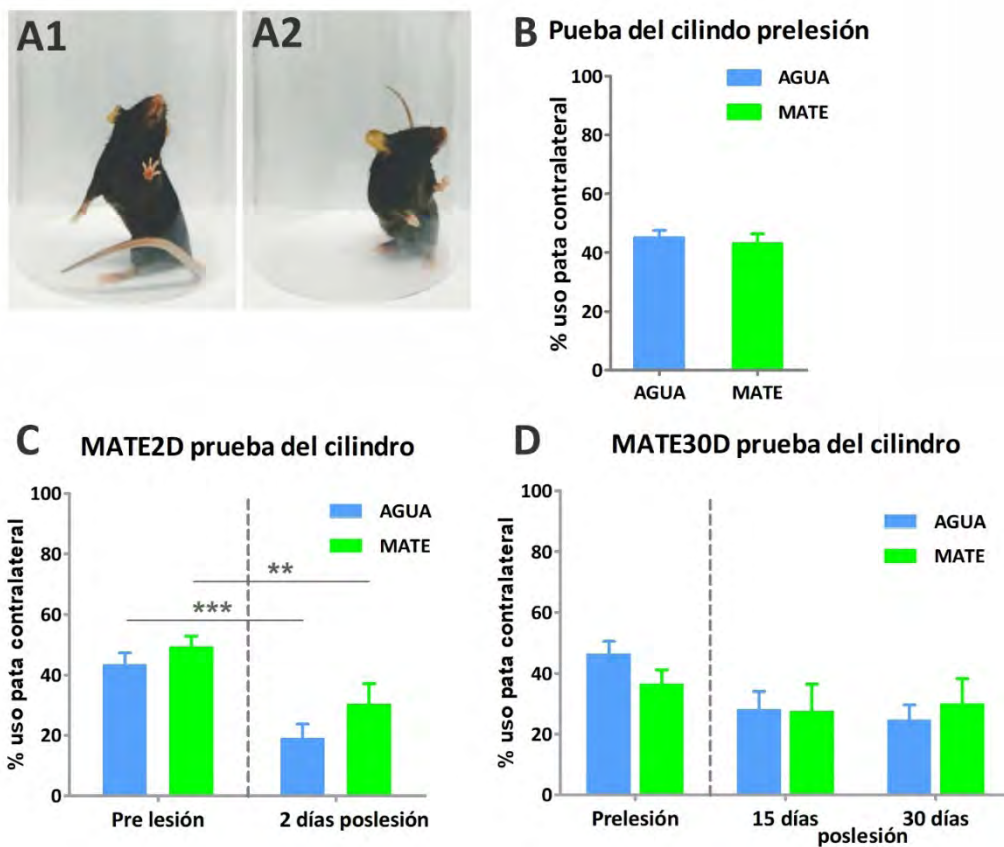 A1
A2
B Pueba del cilindo prelesión
AGUA
MATE
% uso pata contralateral
100
80
60
40
20
0
AGUA MATE
C MATE2D prueba del cilindro
AGUA
MATE
% uso pata contralateral
100
80
60
40
20
0
**
***
Pre lesión 2 días poslesión
D MATE30D prueba del cilindro
AGUA
MATE
% uso pata contralateral
100
80
60
40
20
0
Prelesión 15 días 30 días
poslesión